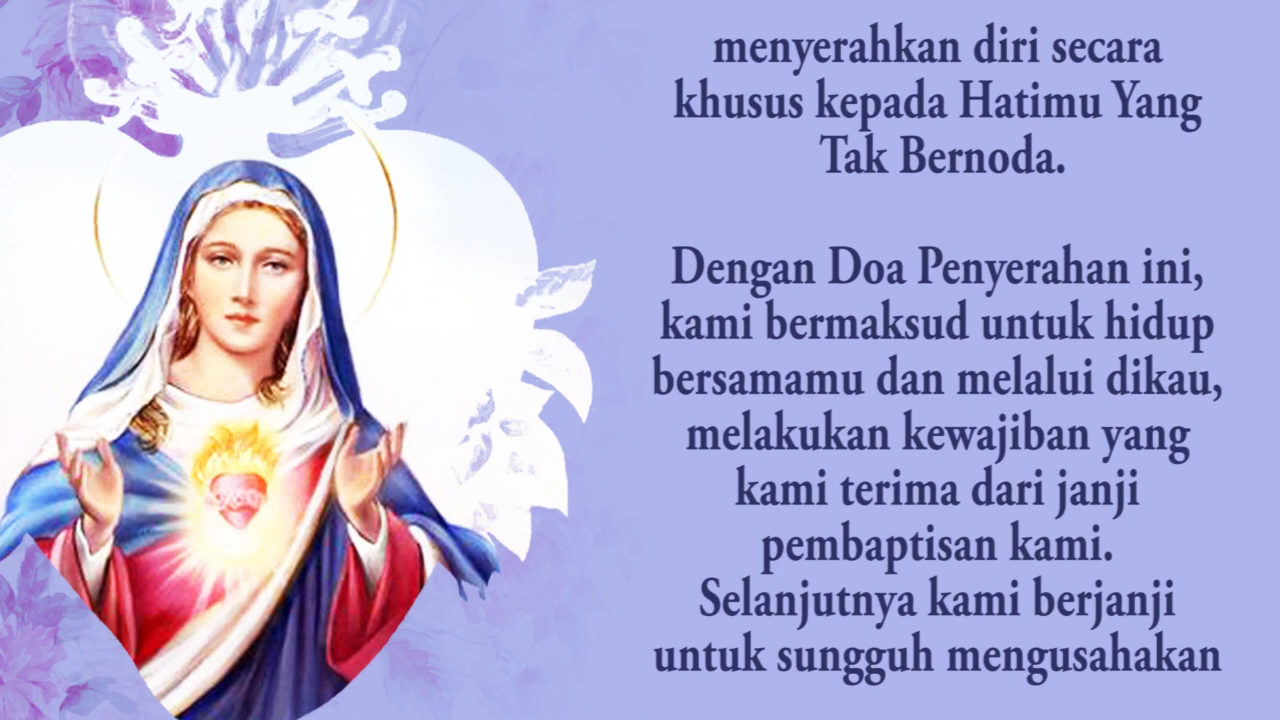 menyerahkan diri secara
khusus kepada Hatimu Yang
Tak Bernoda.
Dengan Doa Penyerahan ini,
kami bermaksud untuk hidup
bersamamu dan melalui dikau,
melakukan kewajiban yang
kami terima dari janji
pembaptisan kami.
Selanjutnya kami berjanji
untuk sungguh mengusahakan